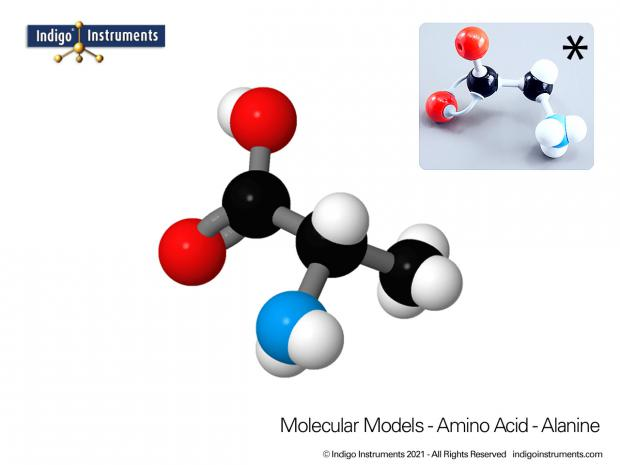 Indigo® Instruments
*
Molecular Models - Amino Acid - Alanine
© Indigo Instruments 2021 - All Rights Reserved indigoinstruments.com